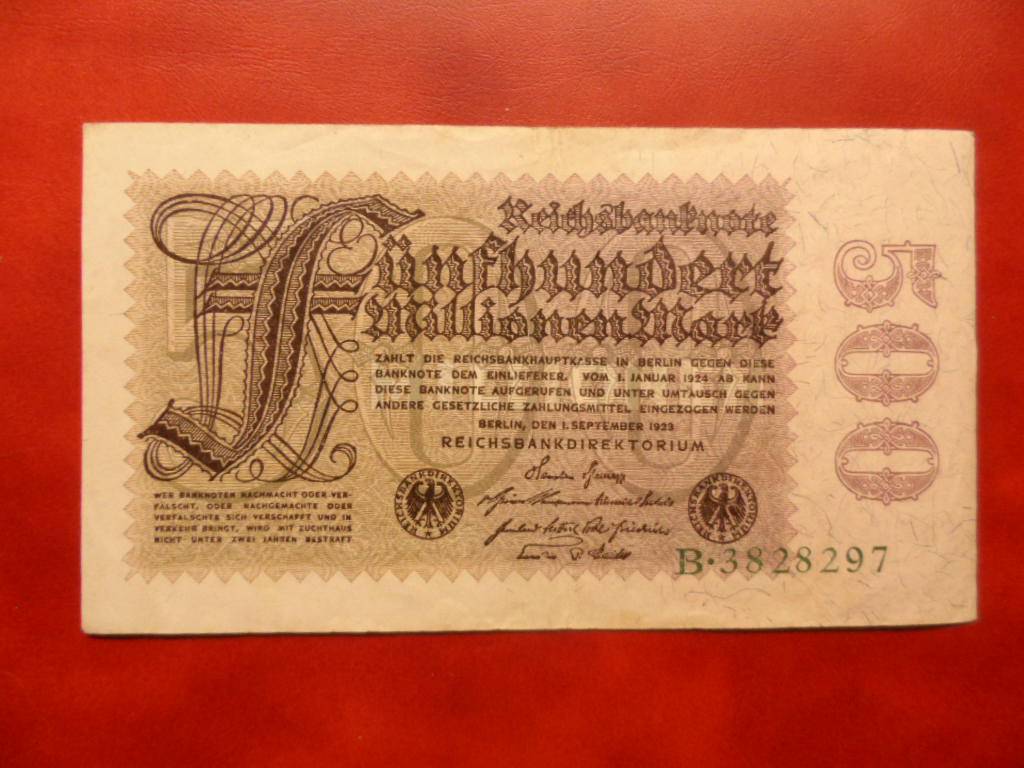 Reichsbanknote
Fünfhundert
Millionen Mark
ZAHLT DIE REICHSBANKHAUPTKASSE IN BERLIN GEGEN DIESE
BANKNOTE DEM EINLIEFERER. VOM 1. JANUAR 1924 AB KANN
DIESE BANKNOTE AUFGERUFEN UND UNTER UMTAUSCH GEGEN
ANDERE GESETZLICHE ZAHLUNGSMITTEL EINGEZOGEN WERDEN
BERLIN, DEN 1. SEPTEMBER 1923
REICHSBANKDIREKTORIUM
WER BANKNOTEN NACHMACHT ODER VER-
FÄLSCHT, ODER NACHGEMACHTE ODER
VERFÄLSCHTE SICH VERSCHAFFT UND IN
VERKEHR BRINGT, WIRD MIT ZUCHTHAUS
NICHT UNTER ZWEI JAHREN BESTRAFT
REICHSBANKDIREKTORIUM
REICHSBANKDIREKTORIUM
B·3828297
500